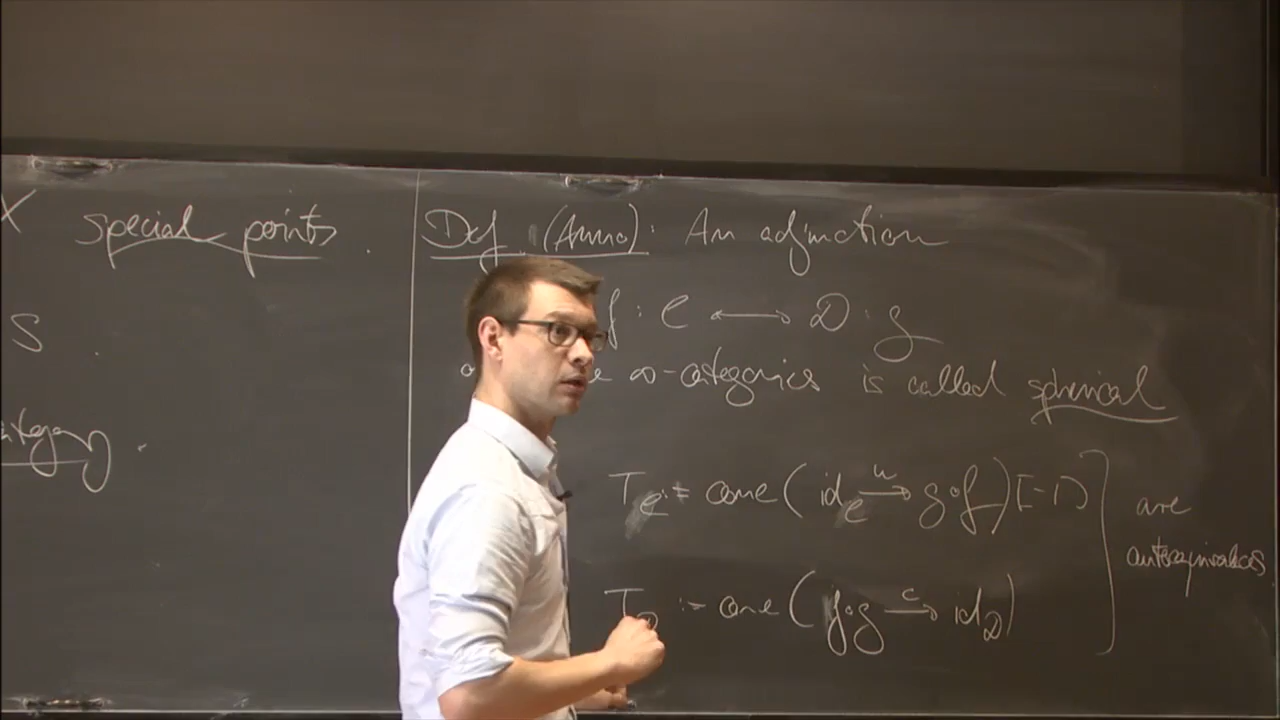 X special points.
S
ategory.
Def (Anno): An adjunction
f : C ⟷ D : g
∞-categories is called spherical
T_C := cone(id_C →^u g∘f)[-1]
T_D := cone(f∘g →^c id_D)
are
autoequivalences